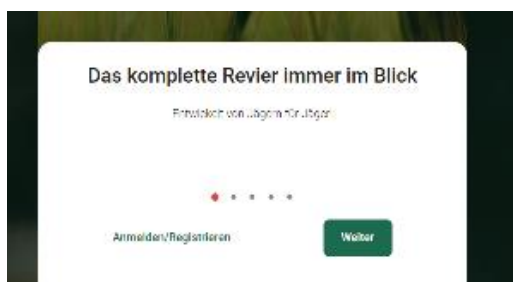 Das komplette Revier immer im Blick
Entwickelt von Jägern für Jäger
Anmelden/Registrieren
Weiter